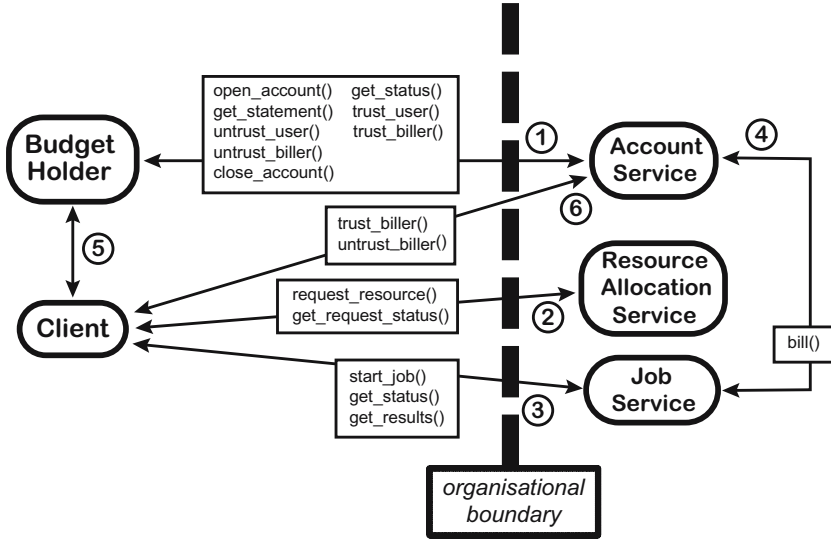 open_account() get_status()
get_statement() trust_user()
untrust_user() trust_biller()
untrust_biller()
close_account()
Budget
Holder
1
Account
Service
4
6
trust_biller()
untrust_biller()
5
Resource
Allocation
Service
request_resource()
get_request_status()
2
Client
bill()
start_job()
get_status()
get_results()
3
Job
Service
organisational
boundary